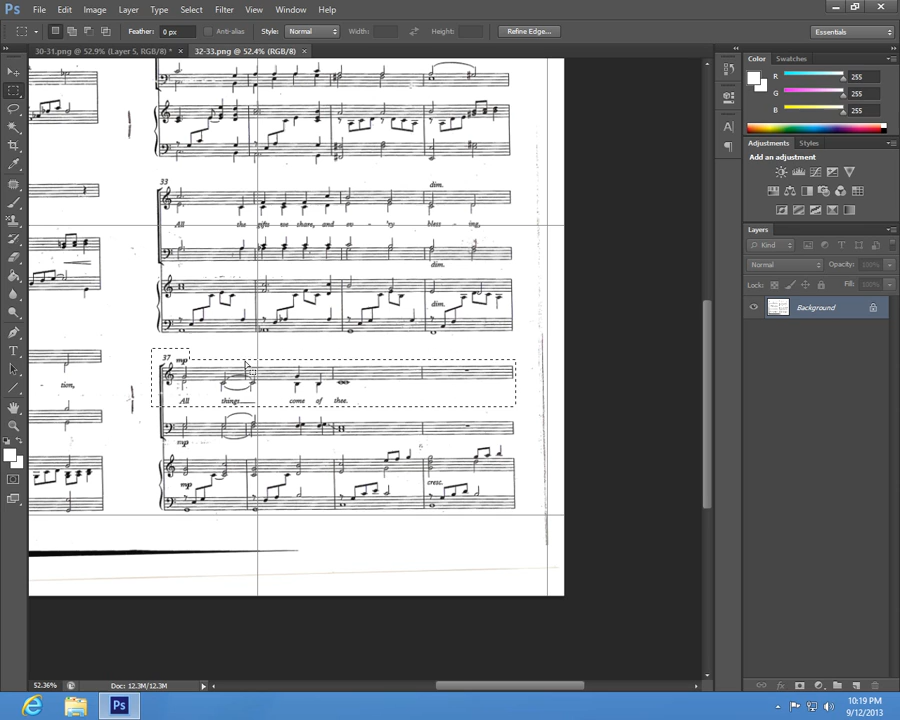 Ps File Edit Image Layer Type Select Filter View Window Help
Feather: 0 px Anti-alias Style: Normal Width: Height: Refine Edge... Essentials
30-31.png @ 52.9% (Layer 5, RGB/8) * × 32-33.png @ 52.4% (RGB/8) ×
Color Swatches
R 255
G 255
B 255
Adjustments Styles
Add an adjustment
Layers
Kind
Normal Opacity: 100%
Lock: Fill: 100%
Background
33 dim.
All the gifts we share, and ev - 'ry bless - ing,
dim.
dim.
37 mp
tion, All things come of thee.
mp
mp cresc.
52.36% Doc: 12.3M/12.3M
Ps 10:19 PM
9/12/2013